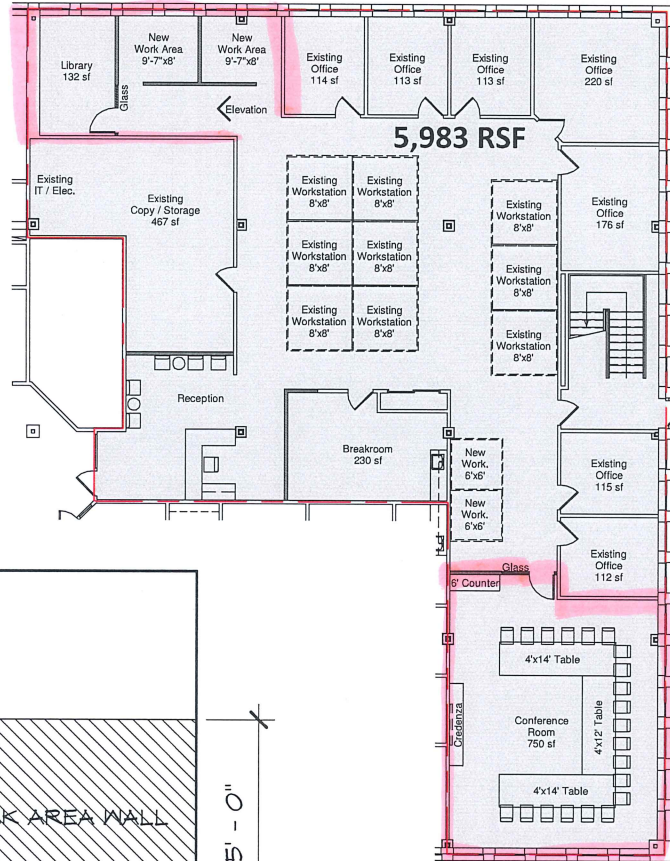 Library
132 sf
New
Work Area
9'-7"x8'
New
Work Area
9'-7"x8'
Existing
Office
114 sf
Existing
Office
113 sf
Existing
Office
113 sf
Existing
Office
220 sf
Glass
Elevation
5,983 RSF
Existing
IT / Elec.
Existing
Copy / Storage
467 sf
Existing
Workstation
8'x8'
Existing
Workstation
8'x8'
Existing
Workstation
8'x8'
Existing
Office
176 sf
Existing
Workstation
8'x8'
Existing
Workstation
8'x8'
Existing
Workstation
8'x8'
Existing
Workstation
8'x8'
Existing
Workstation
8'x8'
Existing
Workstation
8'x8'
Reception
Breakroom
230 sf
New
Work.
6'x6'
New
Work.
6'x6'
Existing
Office
115 sf
Existing
Office
112 sf
Glass
6' Counter
4'x14' Table
Credenza
Conference
Room
750 sf
4'x12' Table
4'x14' Table
K AREA WALL
5' - 0"